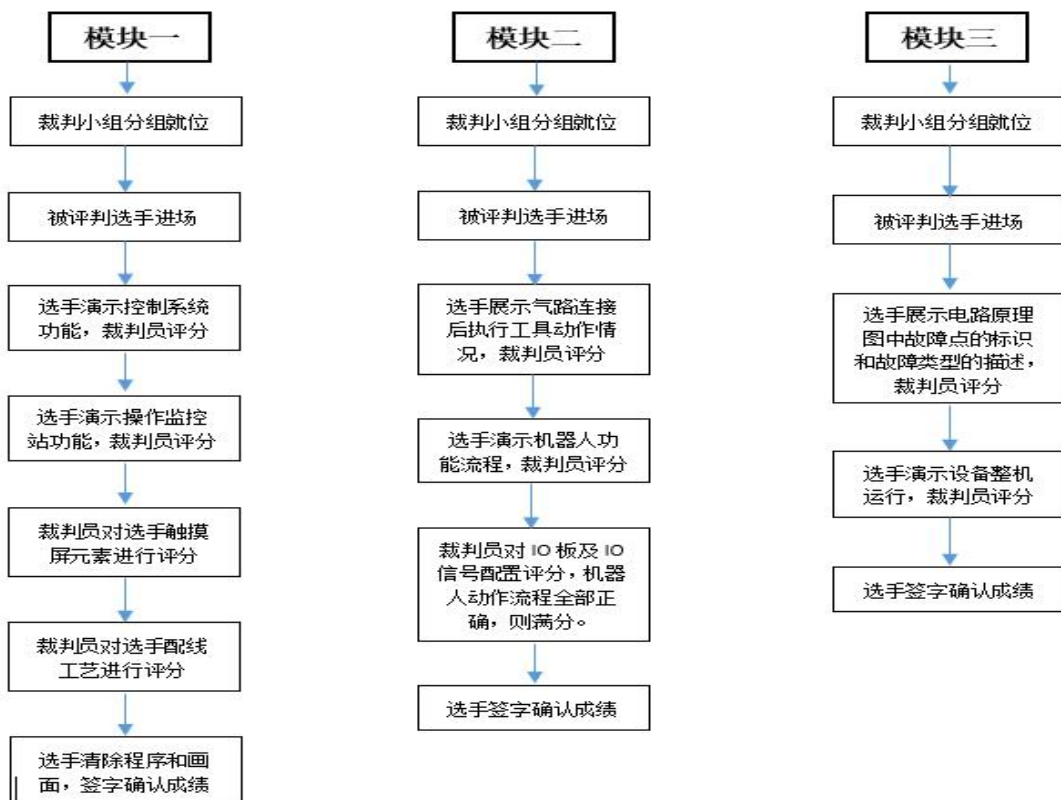 模块一
裁判小组分组就位
被评判选手进场
选手演示控制系统
功能，裁判员评分
选手演示操作监控
站功能，裁判员评分
裁判员对选手触摸
屏元素进行评分
裁判员对选手配线
工艺进行评分
选手清除程序和画
面，签字确认成绩
模块二
裁判小组分组就位
被评判选手进场
选手展示气路连接
后执行工具动作情
况，裁判员评分
选手演示机器人功
能流程，裁判员评分
裁判员对 IO 板及 IO
信号配置评分，机器
人动作流程全部正
确，则满分。
选手签字确认成绩
模块三
裁判小组分组就位
被评判选手进场
选手展示电路原理
图中故障点的标识
和故障类型的描述，
裁判员评分
选手演示设备整机
运行，裁判员评分
选手签字确认成绩